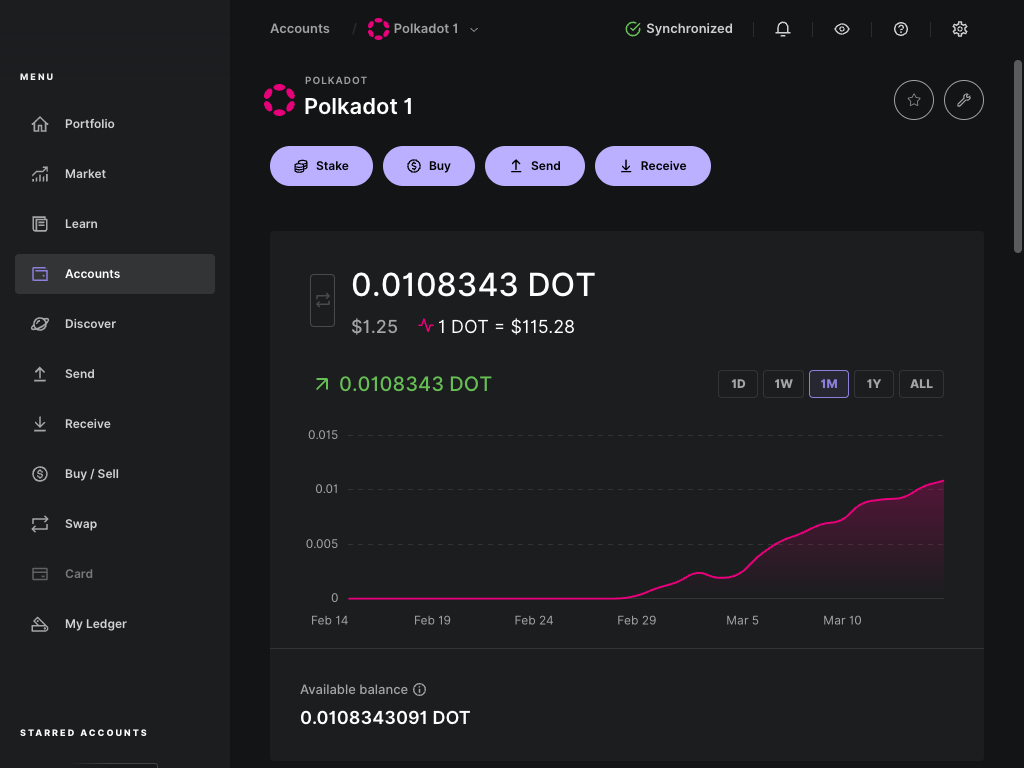 Accounts / Polkadot 1
Synchronized
MENU
Portfolio
Market
Learn
Accounts
Discover
Send
Receive
Buy / Sell
Swap
Card
My Ledger
STARRED ACCOUNTS
POLKADOT
Polkadot 1
Stake
Buy
Send
Receive
0.0108343 DOT
$1.25
1 DOT = $115.28
0.0108343 DOT
1D 1W 1M 1Y ALL
0.015
0.01
0.005
0
Feb 14 Feb 19 Feb 24 Feb 29 Mar 5 Mar 10
Available balance
0.0108343091 DOT